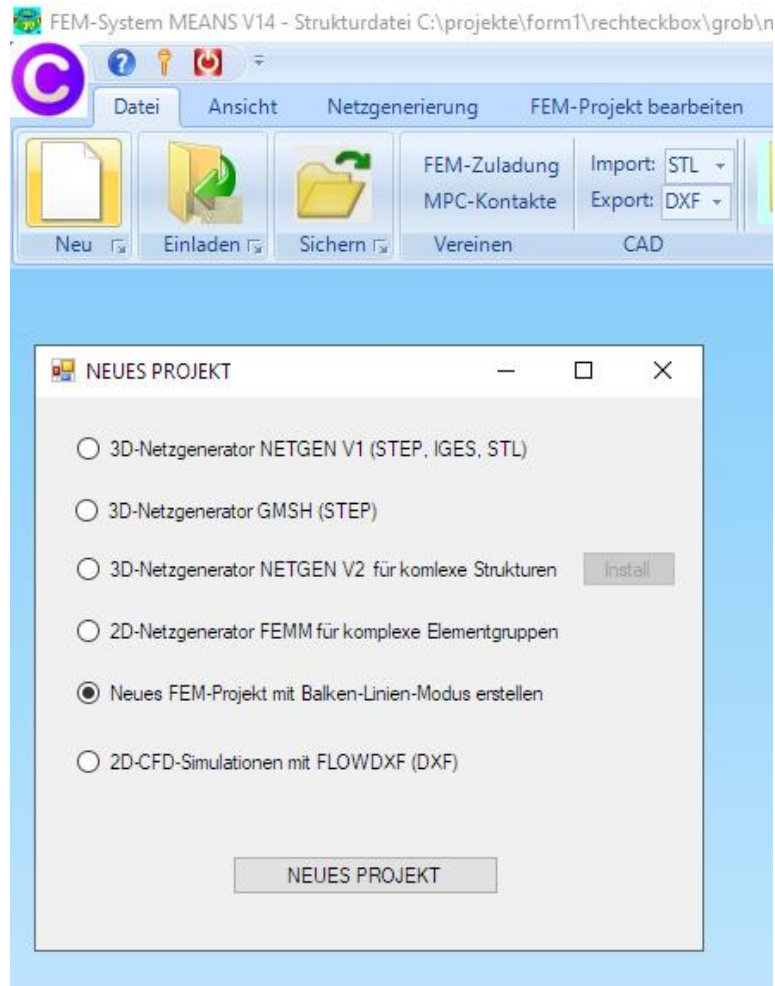 FEM-System MEANS V14 - Strukturdatei C:\projekte\form1\rechteckbox\grob\
Datei Ansicht Netzgenerierung FEM-Projekt bearbeiten
FEM-Zuladung Import: STL
MPC-Kontakte Export: DXF
Neu Einladen Sichern Vereinen CAD
NEUES PROJEKT
3D-Netzgenerator NETGEN V1 (STEP, IGES, STL)
3D-Netzgenerator GMSH (STEP)
3D-Netzgenerator NETGEN V2 für komlexe Strukturen Install
2D-Netzgenerator FEMM für komplexe Elementgruppen
Neues FEM-Projekt mit Balken-Linien-Modus erstellen
2D-CFD-Simulationen mit FLOWDXF (DXF)
NEUES PROJEKT